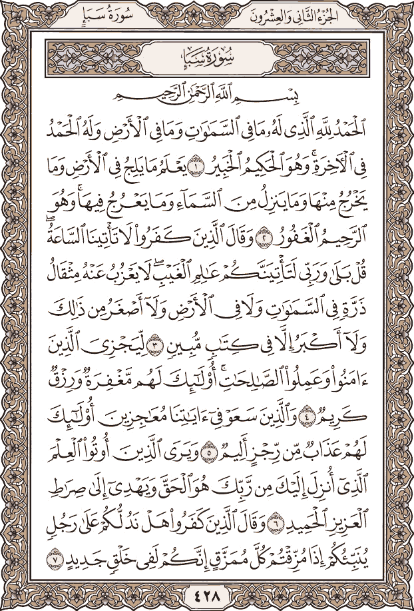 الجزء الثاني والعشرون
سورة سبإ
سُورَةُ سَبَإٍ
بِسْمِ ٱللَّهِ ٱلرَّحْمَٰنِ ٱلرَّحِيمِ
ٱلْحَمْدُ لِلَّهِ ٱلَّذِى لَهُۥ مَا فِى ٱلسَّمَٰوَٰتِ وَمَا فِى ٱلْأَرْضِ وَلَهُ ٱلْحَمْدُ
فِى ٱلْءَاخِرَةِ ۚ وَهُوَ ٱلْحَكِيمُ ٱلْخَبِيرُ ١ يَعْلَمُ مَا يَلِجُ فِى ٱلْأَرْضِ وَمَا
يَخْرُجُ مِنْهَا وَمَا يَنزِلُ مِنَ ٱلسَّمَآءِ وَمَا يَعْرُجُ فِيهَا ۚ وَهُوَ
ٱلرَّحِيمُ ٱلْغَفُورُ ٢ وَقَالَ ٱلَّذِينَ كَفَرُوا۟ لَا تَأْتِينَا ٱلسَّاعَةُ ۖ
قُلْ بَلَىٰ وَرَبِّى لَتَأْتِيَنَّكُمْ عَٰلِمِ ٱلْغَيْبِ ۖ لَا يَعْزُبُ عَنْهُ مِثْقَالُ
ذَرَّةٍ فِى ٱلسَّمَٰوَٰتِ وَلَا فِى ٱلْأَرْضِ وَلَآ أَصْغَرُ مِن ذَٰلِكَ
وَلَآ أَكْبَرُ إِلَّا فِى كِتَٰبٍ مُّبِينٍ ٣ لِّيَجْزِىَ ٱلَّذِينَ
ءَامَنُوا۟ وَعَمِلُوا۟ ٱلصَّٰلِحَٰتِ ۚ أُو۟لَٰٓئِكَ لَهُم مَّغْفِرَةٌ وَرِزْقٌ
كَرِيمٌ ٤ وَٱلَّذِينَ سَعَوْ فِىٓ ءَايَٰتِنَا مُعَٰجِزِينَ أُو۟لَٰٓئِكَ
لَهُمْ عَذَابٌ مِّن رِّجْزٍ أَلِيمٌ ٥ وَيَرَى ٱلَّذِينَ أُوتُوا۟ ٱلْعِلْمَ
ٱلَّذِىٓ أُنزِلَ إِلَيْكَ مِن رَّبِّكَ هُوَ ٱلْحَقَّ وَيَهْدِىٓ إِلَىٰ صِرَٰطِ
ٱلْعَزِيزِ ٱلْحَمِيدِ ٦ وَقَالَ ٱلَّذِينَ كَفَرُوا۟ هَلْ نَدُلُّكُمْ عَلَىٰ رَجُلٍ
يُنَبِّئُكُمْ إِذَا مُزِّقْتُمْ كُلَّ مُمَزَّقٍ إِنَّكُمْ لَفِى خَلْقٍ جَدِيدٍ ٧
٤٢٨